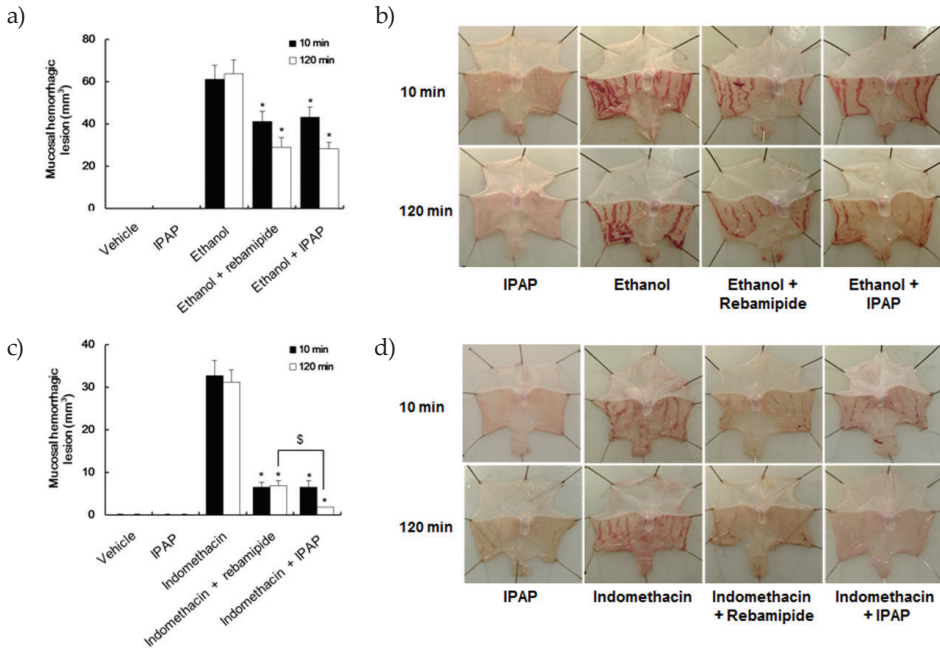 a)
Mucosal hemorrhagic
lesion (mm³)
80
60
40
20
0
10 min
120 min
*
*
*
*
Vehicle
IPAP
Ethanol
Ethanol + rebamipide
Ethanol + IPAP
b)
10 min
120 min
IPAP
Ethanol
Ethanol +
Rebamipide
Ethanol +
IPAP
c)
Mucosal hemorrhagic
lesion (mm³)
40
30
20
10
0
10 min
120 min
$
*
*
*
*
Vehicle
IPAP
Indomethacin
Indomethacin + rebamipide
Indomethacin + IPAP
d)
10 min
120 min
IPAP
Indomethacin
Indomethacin
+ Rebamipide
Indomethacin
+ IPAP